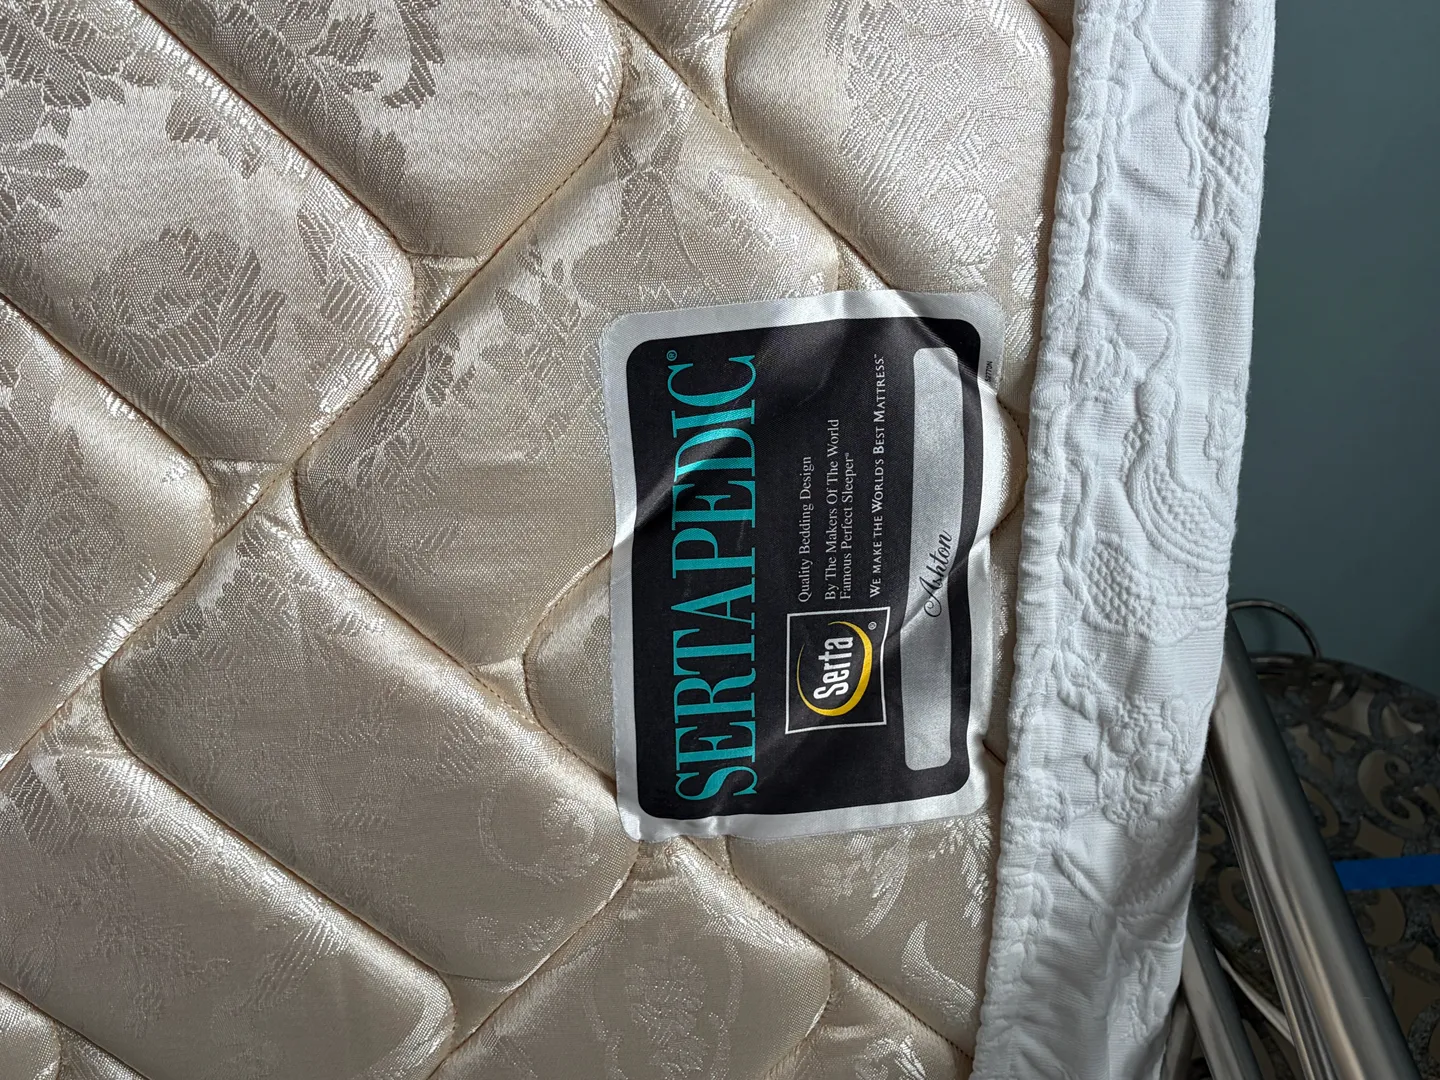 SERTAPEDIC®
Quality Bedding Design
By The Makers Of The World
Famous Perfect Sleeper®
WE MAKE THE WORLD'S BEST MATTRESS™
Serta®
Ashton